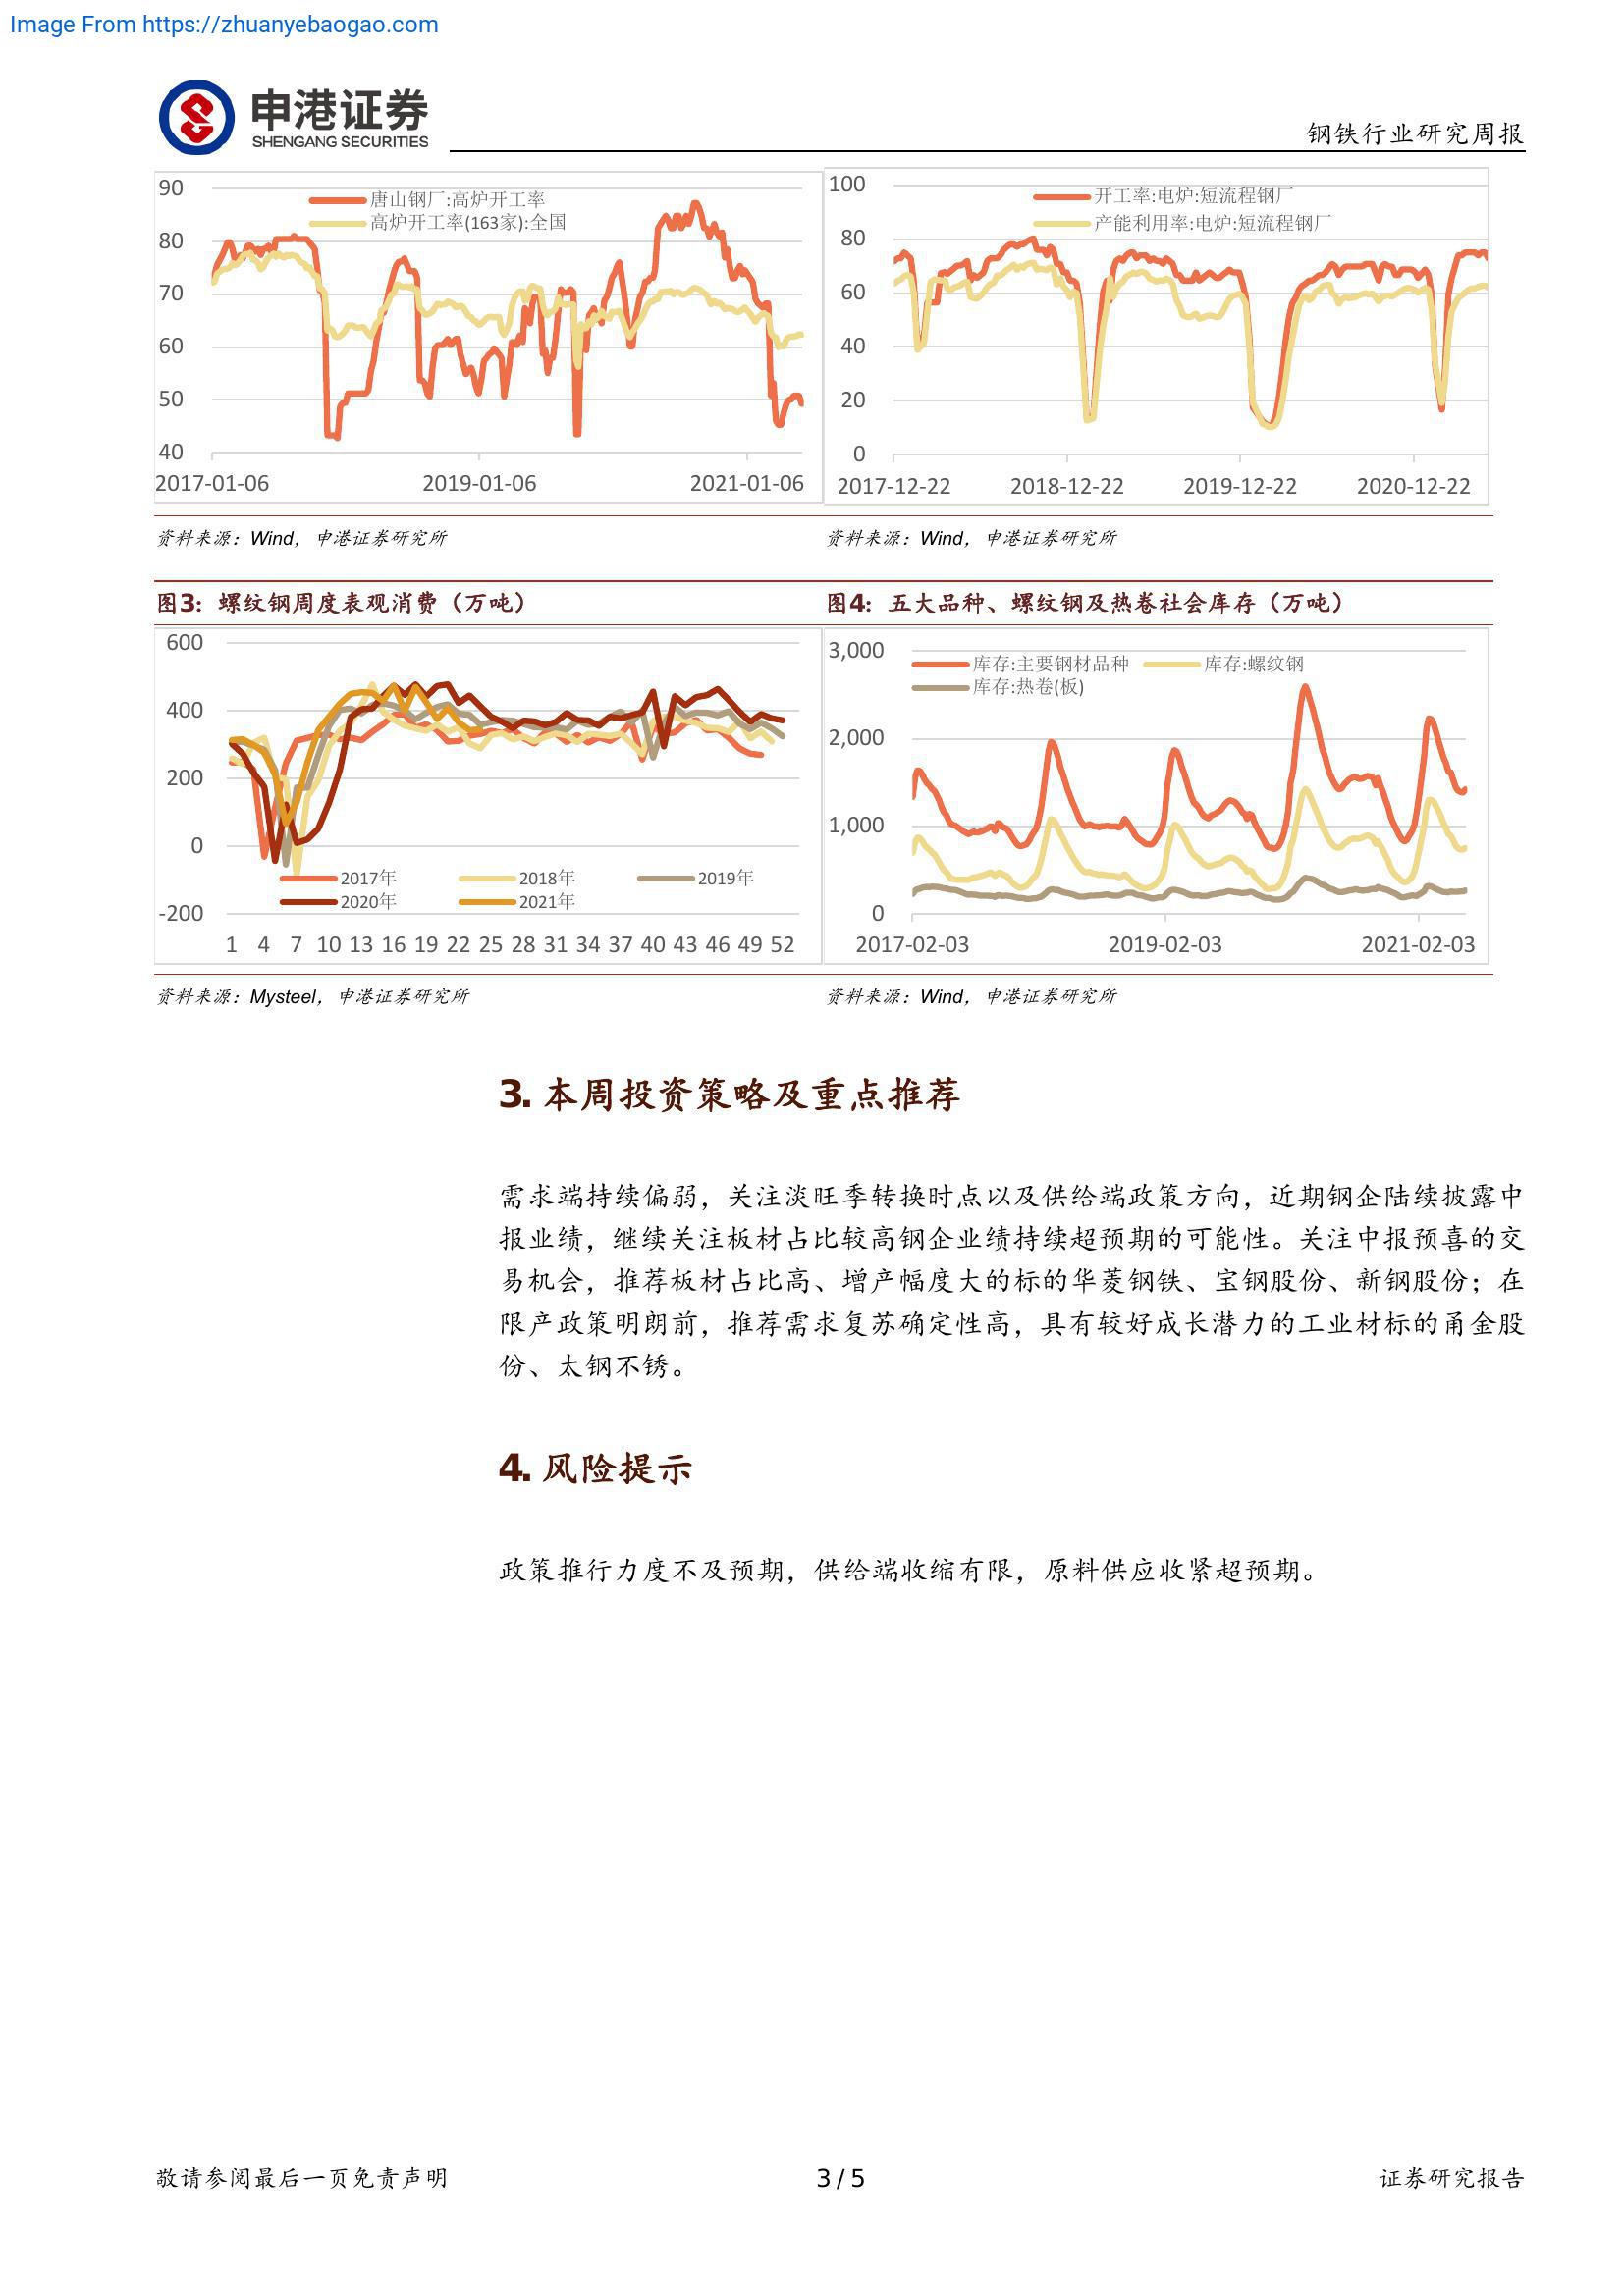 Image From https://zhuanyebaogao.com
申港证券
SHENGANG SECURITIES
钢铁行业研究周报
90
80
70
60
50
40
唐山钢厂:高炉开工率
高炉开工率(163家):全国
2017-01-06 2019-01-06 2021-01-06
100
80
60
40
20
0
开工率:电炉:短流程钢厂
产能利用率:电炉:短流程钢厂
2017-12-22 2018-12-22 2019-12-22 2020-12-22
资料来源：Wind，申港证券研究所
资料来源：Wind，申港证券研究所
图3：螺纹钢周度表观消费（万吨）
图4：五大品种、螺纹钢及热卷社会库存（万吨）
600
400
200
0
-200
2017年 2018年 2019年
2020年 2021年
1 4 7 10 13 16 19 22 25 28 31 34 37 40 43 46 49 52
3,000
2,000
1,000
0
库存:主要钢材品种 库存:螺纹钢
库存:热卷(板)
2017-02-03 2019-02-03 2021-02-03
资料来源：Mysteel，申港证券研究所
资料来源：Wind，申港证券研究所
3. 本周投资策略及重点推荐
需求端持续偏弱，关注淡旺季转换时点以及供给端政策方向，近期钢企陆续披露中
报业绩，继续关注板材占比较高钢企业绩持续超预期的可能性。关注中报预喜的交
易机会，推荐板材占比高、增产幅度大的标的华菱钢铁、宝钢股份、新钢股份；在
限产政策明朗前，推荐需求复苏确定性高，具有较好成长潜力的工业材标的甬金股
份、太钢不锈。
4. 风险提示
政策推行力度不及预期，供给端收缩有限，原料供应收紧超预期。
敬请参阅最后一页免责声明
3 / 5
证券研究报告